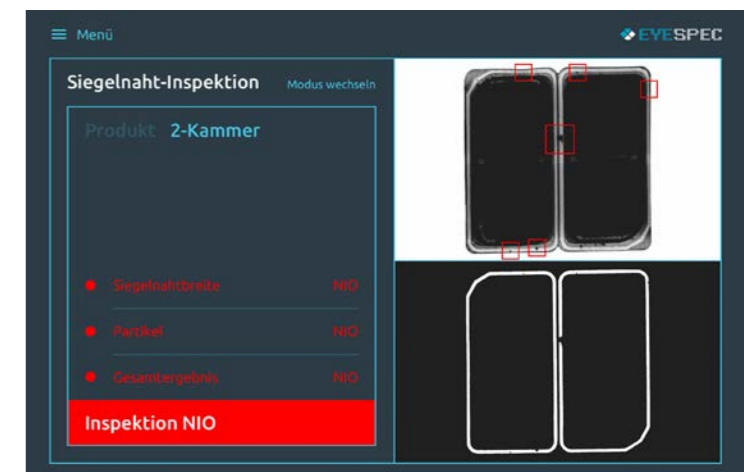 Menü
EYESPEC
Siegelnaht-Inspektion Modus wechseln
Produkt 2-Kammer
Siegelnahtbreite NIO
Partikel NIO
Gesamtergebnis NIO
Inspektion NIO